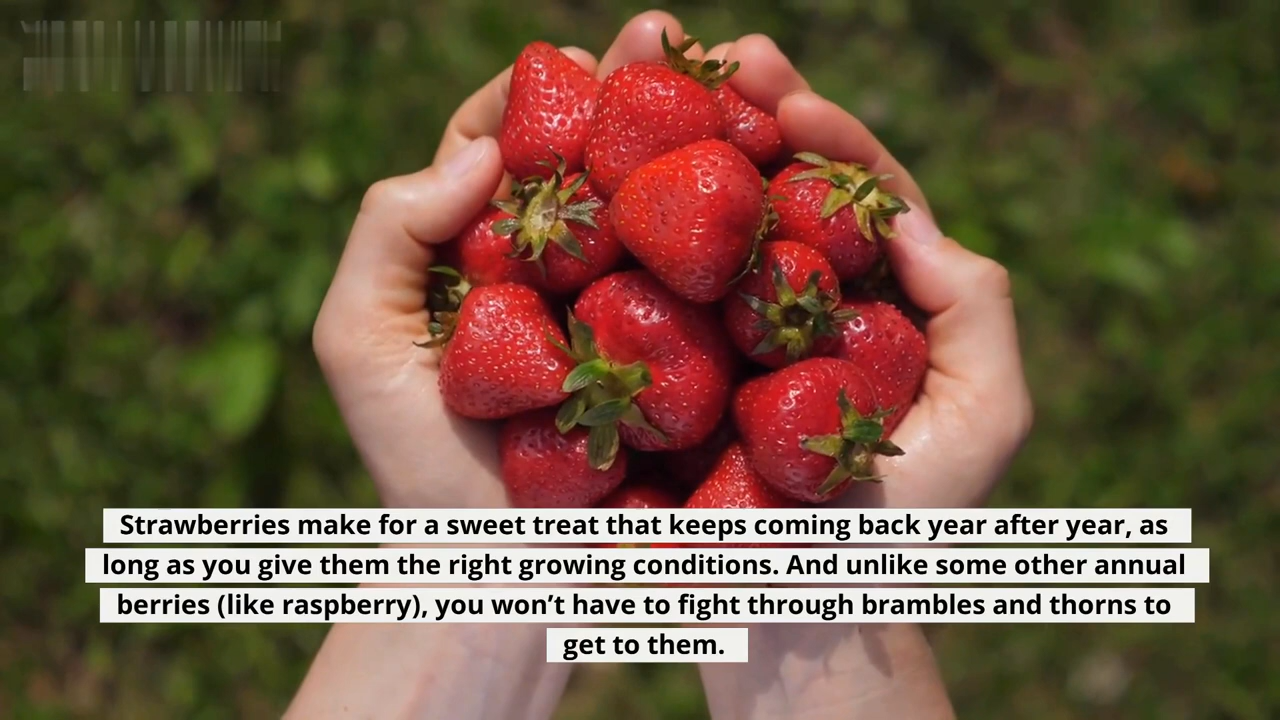 Strawberries make for a sweet treat that keeps coming back year after year, as
long as you give them the right growing conditions. And unlike some other annual
berries (like raspberry), you won’t have to fight through brambles and thorns to
get to them.